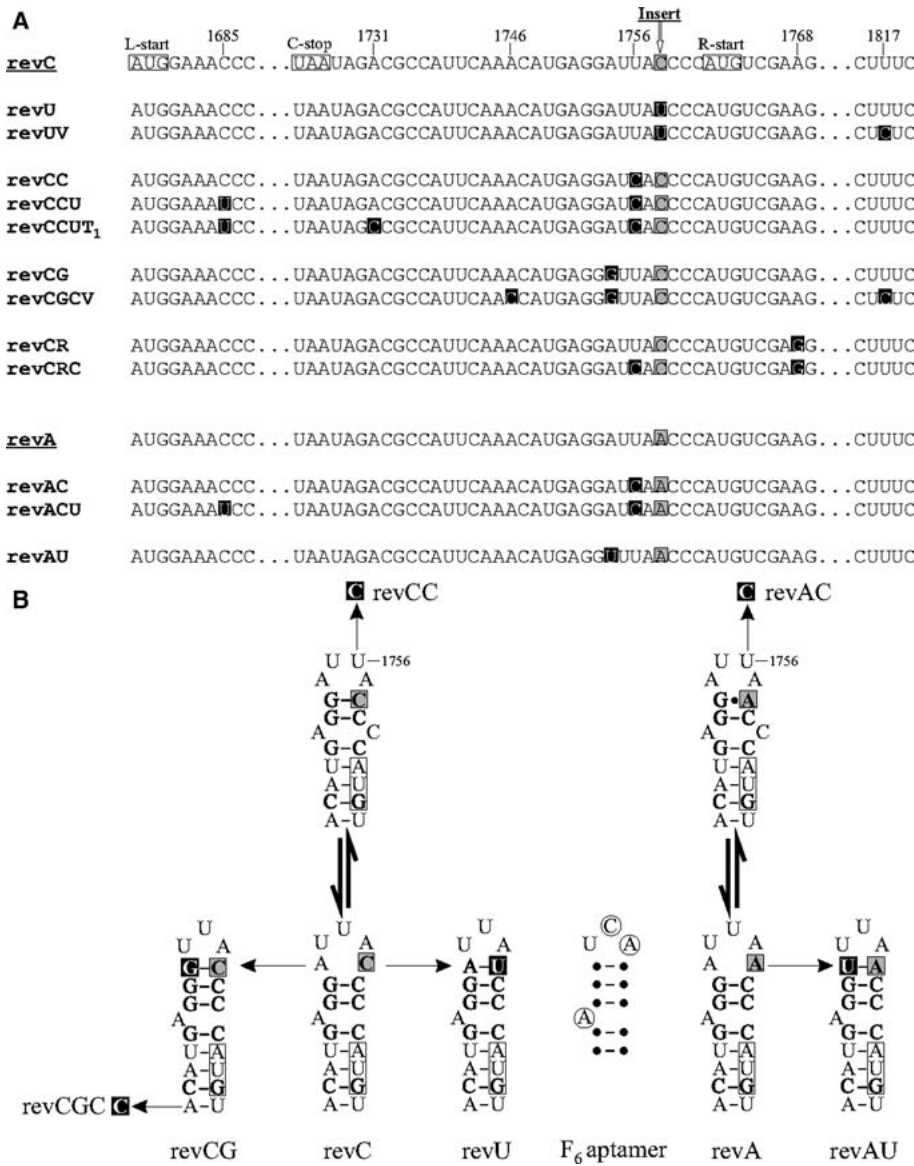 A
Insert
L-start 1685 C-stop 1731 1746 1756 R-start 1768 1817
revC AUGGAAACCC...UAAUAGACGCCAUUCAAACAUGAGGAUUACCCCAUGUCGAAG...CUUUC
revU AUGGAAACCC...UAAUAGACGCCAUUCAAACAUGAGGAUUAUCCCAUGUCGAAG...CUUUC
revUV AUGGAAACCC...UAAUAGACGCCAUUCAAACAUGAGGAUUAUCCCAUGUCGAAG...CUCUC
revCC AUGGAAACCC...UAAUAGACGCCAUUCAAACAUGAGGAUCACCCCAUGUCGAAG...CUUUC
revCCU AUGGAAAUCC...UAAUAGACGCCAUUCAAACAUGAGGAUCACCCCAUGUCGAAG...CUUUC
revCCUT1 AUGGAAAUCC...UAAUAGCCGCCAUUCAAACAUGAGGAUCACCCCAUGUCGAAG...CUUUC
revCG AUGGAAACCC...UAAUAGACGCCAUUCAAACAUGAGGGUUACCCCAUGUCGAAG...CUUUC
revCGCV AUGGAAACCC...UAAUAGACGCCAUUCAACCAUGAGGGUUACCCCAUGUCGAAG...CUCUC
revCR AUGGAAACCC...UAAUAGACGCCAUUCAAACAUGAGGAUUACCCCAUGUCGAGG...CUUUC
revCRC AUGGAAACCC...UAAUAGACGCCAUUCAAACAUGAGGAUCACCCCAUGUCGAGG...CUUUC
revA AUGGAAACCC...UAAUAGACGCCAUUCAAACAUGAGGAUUAACCCAUGUCGAAG...CUUUC
revAC AUGGAAACCC...UAAUAGACGCCAUUCAAACAUGAGGAUCAACCCAUGUCGAAG...CUUUC
revACU AUGGAAAUCC...UAAUAGACGCCAUUCAAACAUGAGGAUCAACCCAUGUCGAAG...CUUUC
revAU AUGGAAACCC...UAAUAGACGCCAUUCAAACAUGAGGUUUAACCCAUGUCGAAG...CUUUC
B
C revCC C revAC
U U 1756 U U 1756
A A A A
G-C G•A
G-C G-C
A C A C
G-C G-C
U-A U-A
A-U A-U
C-G C-G
A-U A-U
U U U U C U U
U A U A U A U A U A U A
G-C A C A-U A A U-A
G-C G-C G-C G-C G-C
G-C G-C G-C G-C G-C
A A A A A A
G-C G-C G-C G-C G-C
U-A U-A U-A U-A U-A
A-U A-U A-U A-U A-U
C-G C-G C-G C-G C-G
revCGC C A-U A-U A-U A-U A-U
revCG revC revU F6 aptamer revA revAU